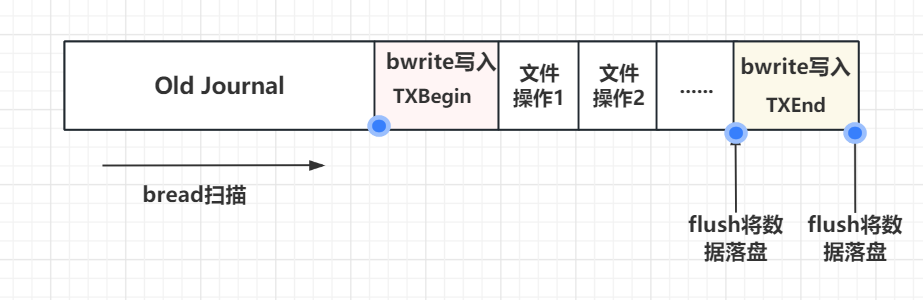 Old Journal
bwrite写入
TXBegin
文件
操作1
文件
操作2
......
bwrite写入
TXEnd
bread扫描
flush将数
据落盘
flush将数
据落盘